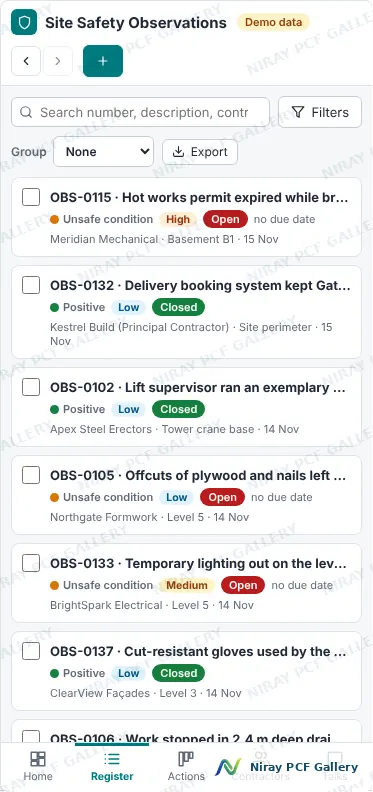 Site Safety Observations Demo data
Search number, description, contr
Filters
Group None Export
OBS-0115 · Hot works permit expired while br...
Unsafe condition High Open no due date
Meridian Mechanical · Basement B1 · 15 Nov
OBS-0132 · Delivery booking system kept Gat...
Positive Low Closed
Kestrel Build (Principal Contractor) · Site perimeter · 15
Nov
OBS-0102 · Lift supervisor ran an exemplary ...
Positive Low Closed
Apex Steel Erectors · Tower crane base · 14 Nov
OBS-0105 · Offcuts of plywood and nails left ...
Unsafe condition Low Open no due date
Northgate Formwork · Level 5 · 14 Nov
OBS-0133 · Temporary lighting out on the lev...
Unsafe condition Medium Open no due date
BrightSpark Electrical · Level 5 · 14 Nov
OBS-0137 · Cut-resistant gloves used by the ...
Positive Low Closed
ClearView Façades · Level 3 · 14 Nov
OBS-0106 · Work stopped in 2.4 m deep drai
Home Register Actions Contractors Talks
Niray PCF Gallery
NIRAY PCF GALLERY